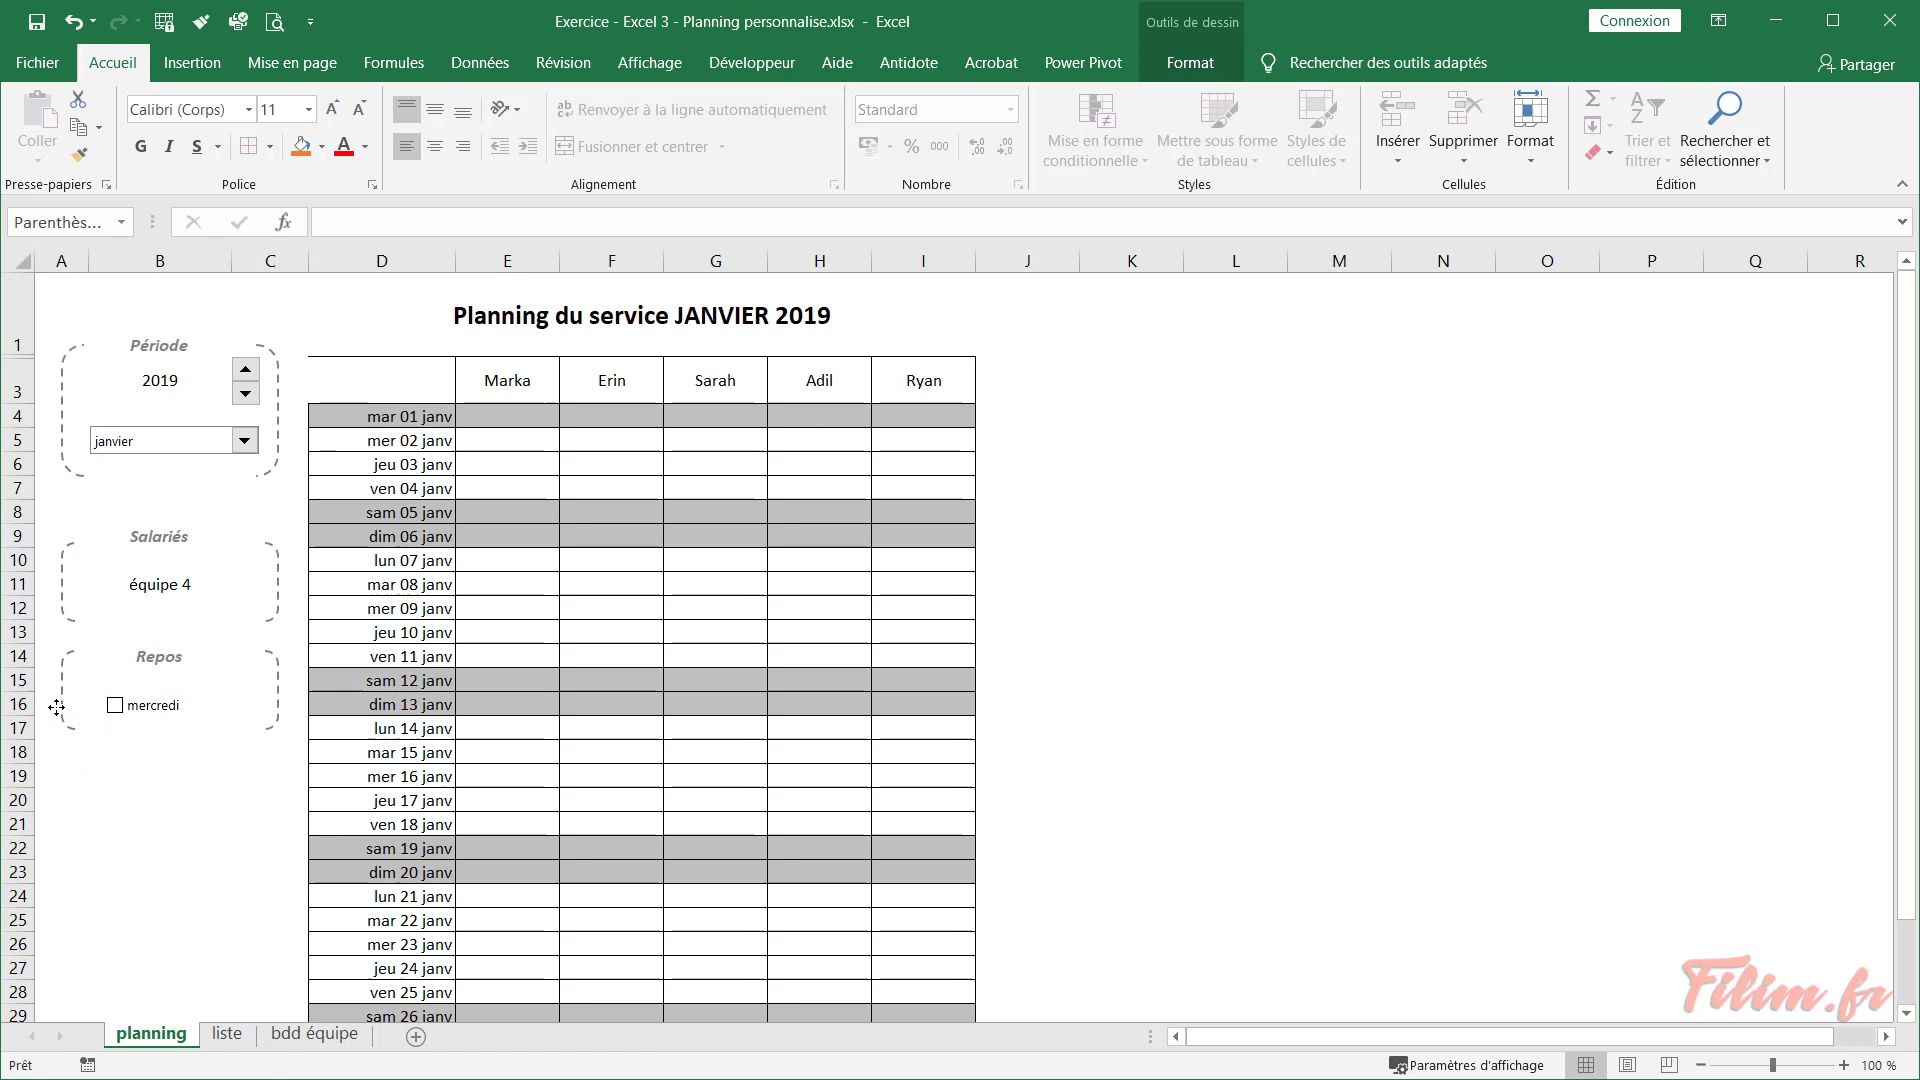 Exercice - Excel 3 - Planning personnalise.xlsx - Excel
Outils de dessin
Connexion
Fichier Accueil Insertion Mise en page Formules Données Révision Affichage Développeur Aide Antidote Acrobat Power Pivot Format Rechercher des outils adaptés Partager
Calibri (Corps) 11 Renvoyer à la ligne automatiquement Standard
Coller
G I S Fusionner et centrer % 000
Mise en forme conditionnelle
Mettre sous forme de tableau
Styles de cellules
Insérer Supprimer Format
Trier et filtrer
Rechercher et sélectionner
Presse-papiers Police Alignement Nombre Styles Cellules Édition
Parenthès... fx
A B C D E F G H I J K L M N O P Q R
Planning du service JANVIER 2019
1
Période
2019
janvier
Salariés
équipe 4
Repos
mercredi
3 Marka Erin Sarah Adil Ryan
4 mar 01 janv
5 mer 02 janv
6 jeu 03 janv
7 ven 04 janv
8 sam 05 janv
9 dim 06 janv
10 lun 07 janv
11 mar 08 janv
12 mer 09 janv
13 jeu 10 janv
14 ven 11 janv
15 sam 12 janv
16 dim 13 janv
17 lun 14 janv
18 mar 15 janv
19 mer 16 janv
20 jeu 17 janv
21 ven 18 janv
22 sam 19 janv
23 dim 20 janv
24 lun 21 janv
25 mar 22 janv
26 mer 23 janv
27 jeu 24 janv
28 ven 25 janv
29 sam 26 janv
Filim.fr
planning liste bdd équipe
Prêt Paramètres d'affichage 100 %